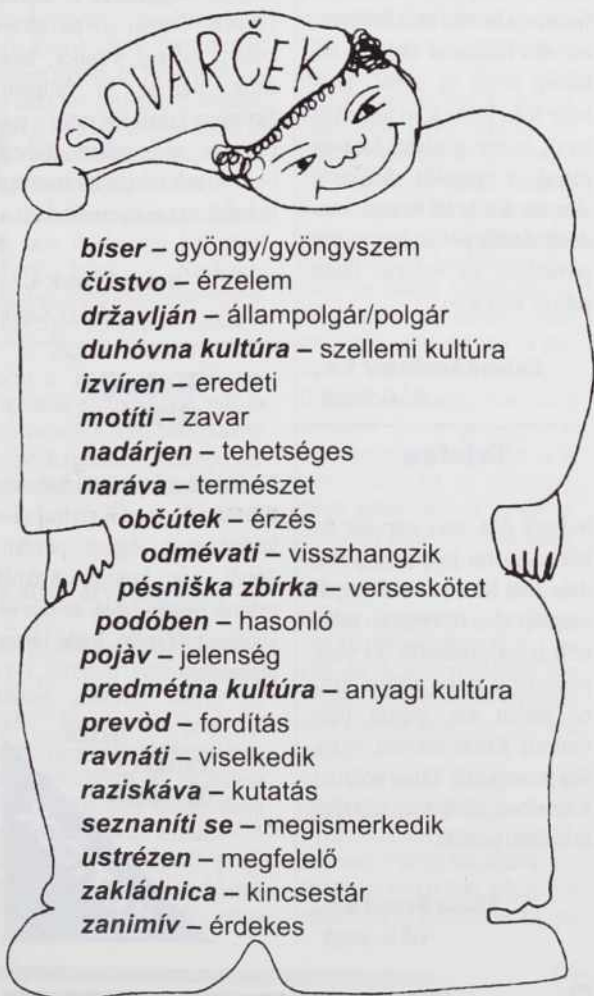 SLOVARČEK
bíser – gyöngy/gyöngyszem
čústvo – érzelem
državlján – állampolgár/polgár
duhóvna kultúra – szellemi kultúra
izvíren – eredeti
motíti – zavar
nadárjen – tehetséges
naráva – természet
občútek – érzés
odmévati – visszhangzik
pésniška zbírka – verseskötet
podóben – hasonló
pojàv – jelenség
predmétna kultúra – anyagi kultúra
prevòd – fordítás
ravnáti – viselkedik
raziskáva – kutatás
seznaníti se – megismerkedik
ustrézen – megfelelő
zakládnica – kincsestár
zanimív – érdekes